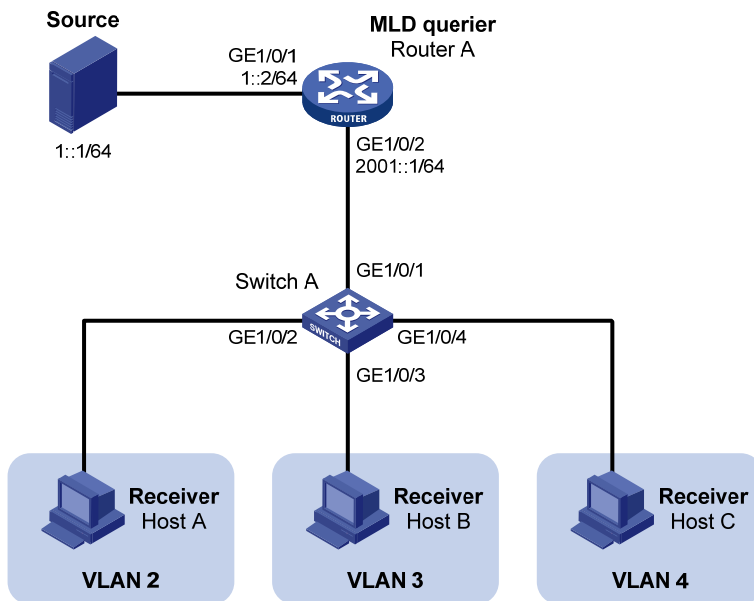 Source
MLD querier
Router A
GE1/0/1
1::2/64
ROUTER
1::1/64
GE1/0/2
2001::1/64
GE1/0/1
Switch A
SWITCH
GE1/0/2
GE1/0/4
GE1/0/3
Receiver
Host A
VLAN 2
Receiver
Host B
VLAN 3
Receiver
Host C
VLAN 4